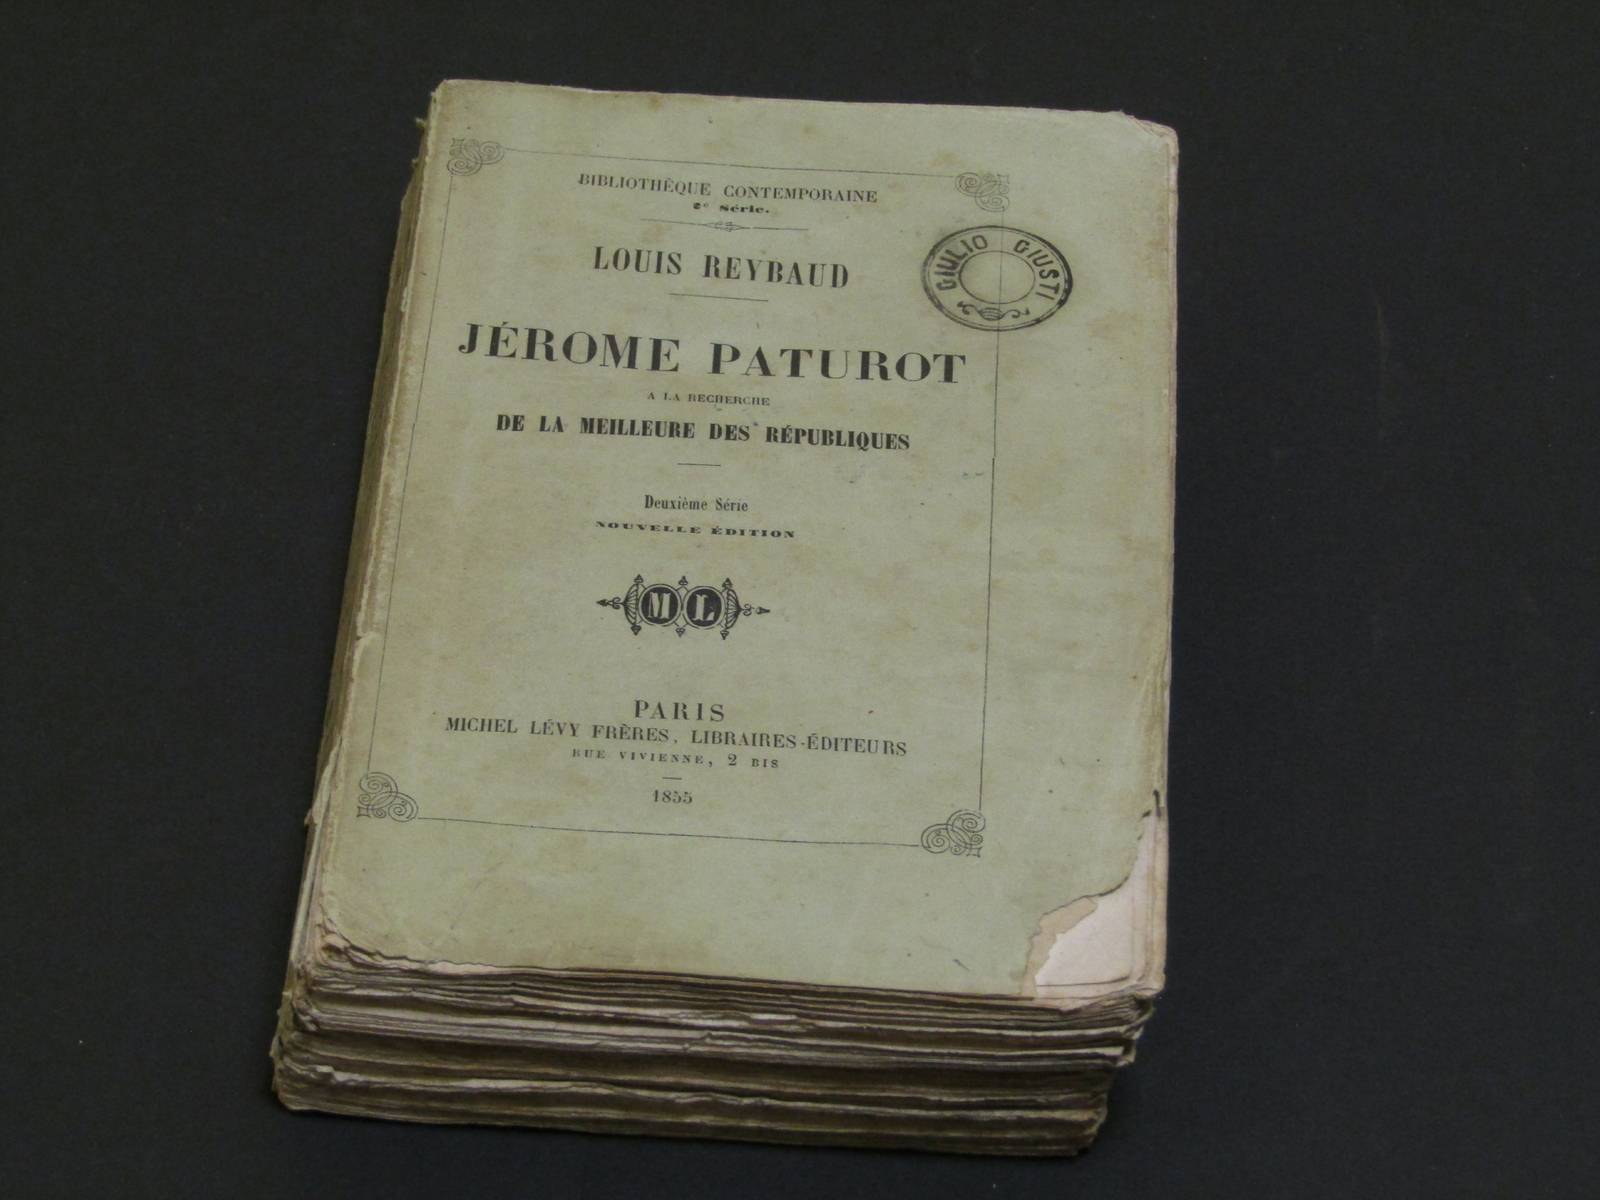 BIBLIOTHÈQUE CONTEMPORAINE
2e Série.
LOUIS REYBAUD
GIULIO GIUSTI
JÉROME PATUROT
A LA RECHERCHE
DE LA MEILLEURE DES RÉPUBLIQUES
Deuxième Série
NOUVELLE ÉDITION
M L
PARIS
MICHEL LÉVY FRÈRES, LIBRAIRES-ÉDITEURS
RUE VIVIENNE, 2 BIS
1855